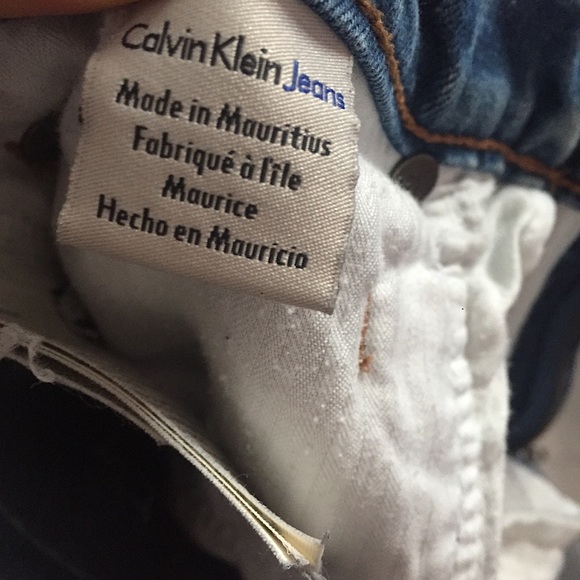 Calvin Klein Jeans
Made in Mauritius
Fabriqué à l'île
Maurice
Hecho en Mauricio